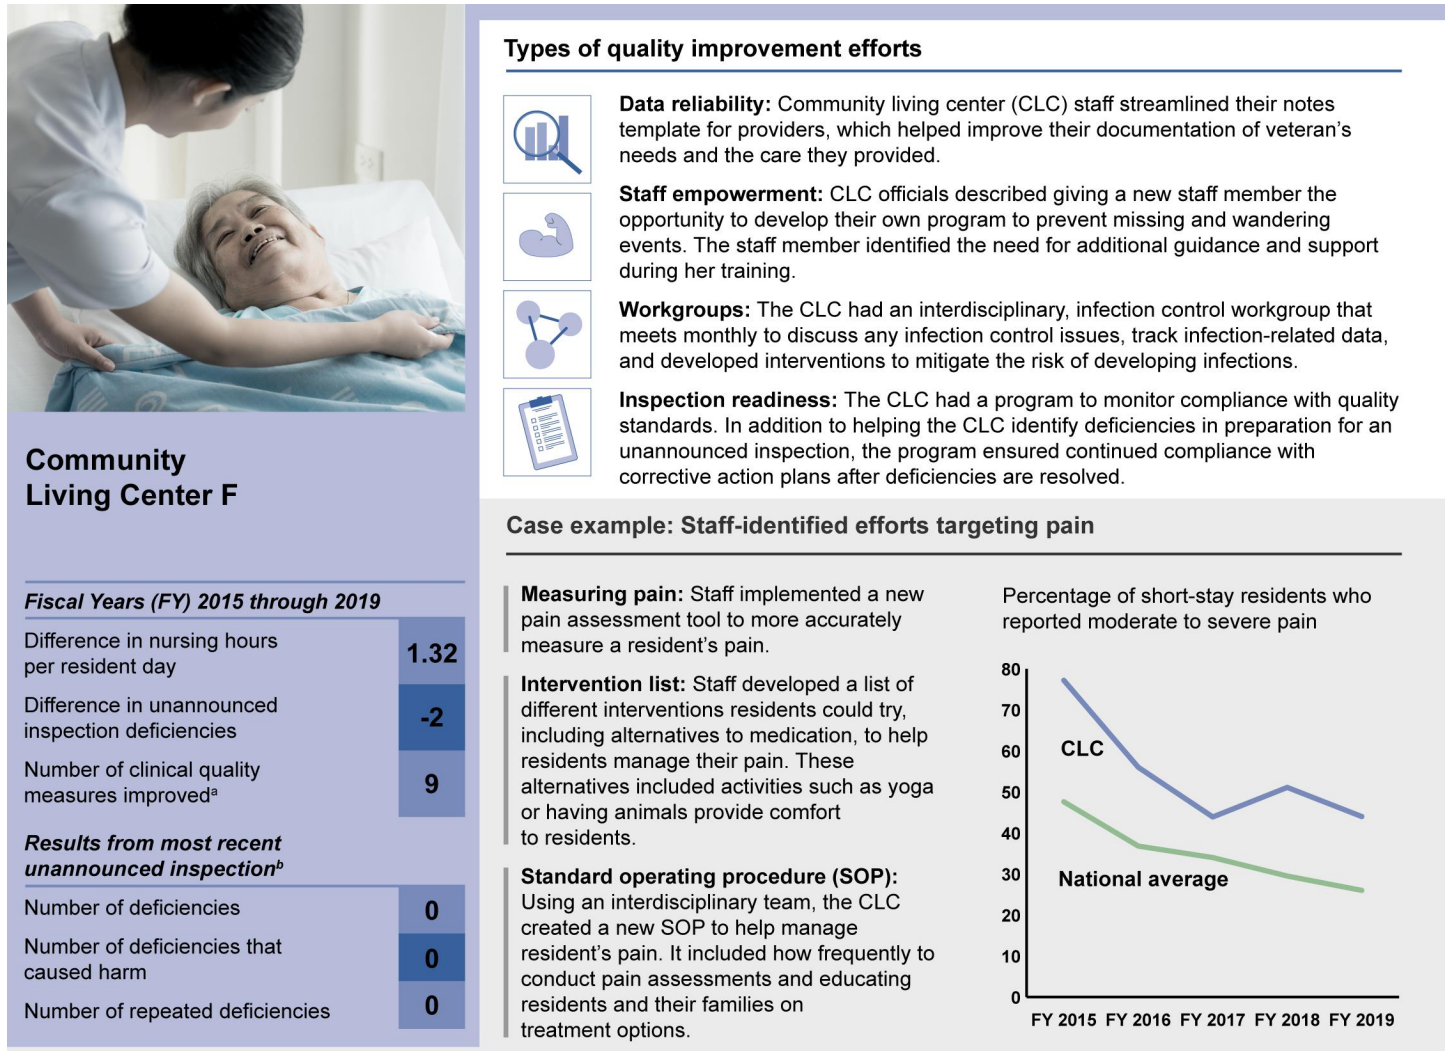 Types of quality improvement efforts
Data reliability: Community living center (CLC) staff streamlined their notes
template for providers, which helped improve their documentation of veteran's
needs and the care they provided.
Staff empowerment: CLC officials described giving a new staff member the
opportunity to develop their own program to prevent missing and wandering
events. The staff member identified the need for additional guidance and support
during her training.
Workgroups: The CLC had an interdisciplinary, infection control workgroup that
meets monthly to discuss any infection control issues, track infection-related data,
and developed interventions to mitigate the risk of developing infections.
Inspection readiness: The CLC had a program to monitor compliance with quality
standards. In addition to helping the CLC identify deficiencies in preparation for an
unannounced inspection, the program ensured continued compliance with
corrective action plans after deficiencies are resolved.
Community
Living Center F
Fiscal Years (FY) 2015 through 2019
Difference in nursing hours
per resident day
1.32
Difference in unannounced
inspection deficiencies
-2
Number of clinical quality
measures improvedᵃ
9
Results from most recent
unannounced inspectionᵇ
Number of deficiencies
0
Number of deficiencies that
caused harm
0
Number of repeated deficiencies
0
Case example: Staff-identified efforts targeting pain
Measuring pain: Staff implemented a new
pain assessment tool to more accurately
measure a resident's pain.
Intervention list: Staff developed a list of
different interventions residents could try,
including alternatives to medication, to help
residents manage their pain. These
alternatives included activities such as yoga
or having animals provide comfort
to residents.
Standard operating procedure (SOP):
Using an interdisciplinary team, the CLC
created a new SOP to help manage
resident's pain. It included how frequently to
conduct pain assessments and educating
residents and their families on
treatment options.
Percentage of short-stay residents who
reported moderate to severe pain
80
70
60
50
40
30
20
10
0
CLC
National average
FY 2015 FY 2016 FY 2017 FY 2018 FY 2019